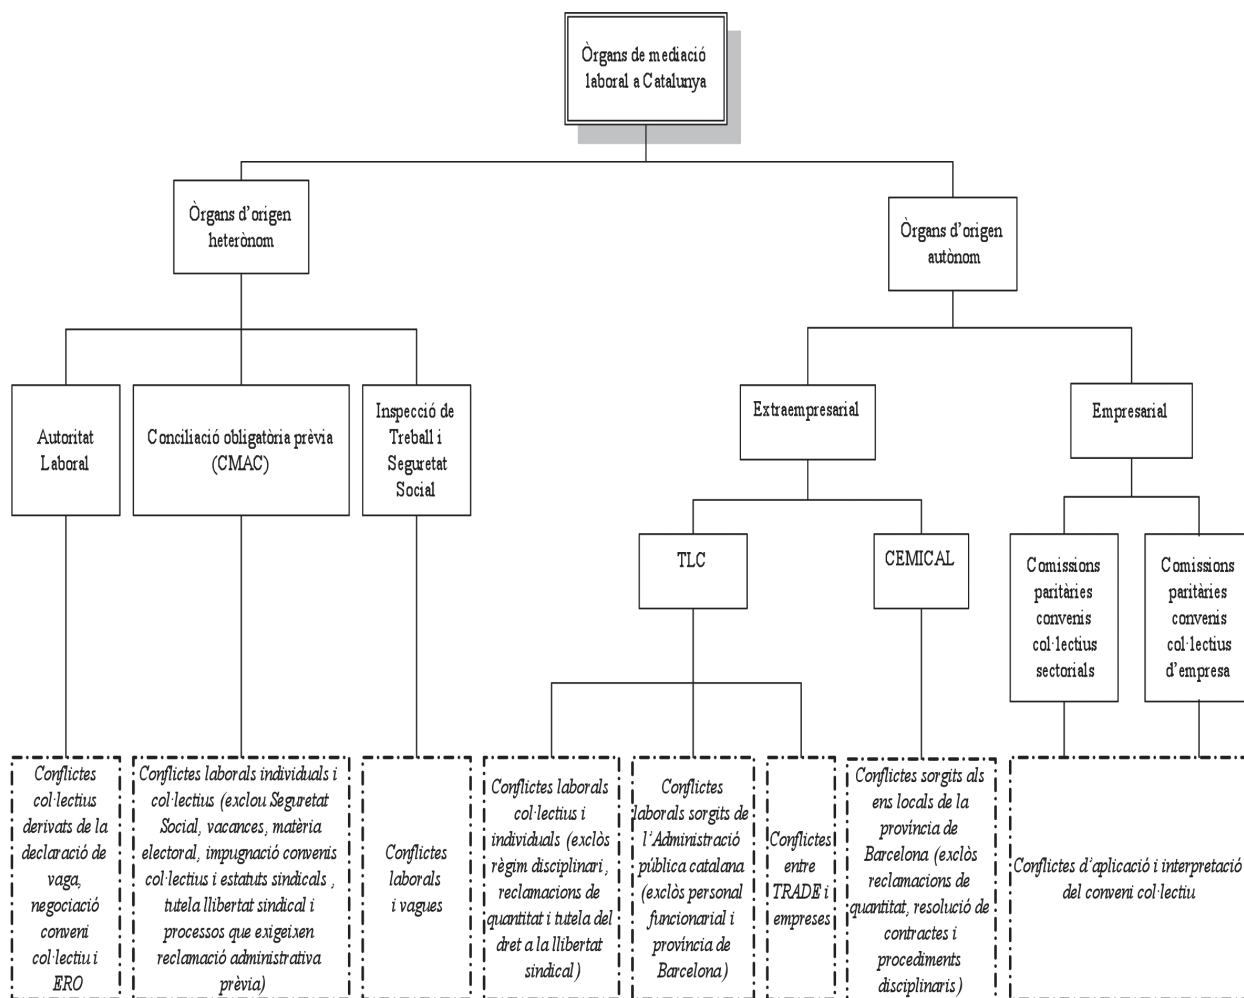 Òrgans de mediació
laboral a Catalunya
Òrgans d'origen
heterònom
Òrgans d'origen
autònom
Autoritat
Laboral
Conciliació obligatòria prèvia
(CMAC)
Inspecció de
Treball i
Seguretat
Social
Extraempresarial
Empresarial
TLC
CEMICAL
Comissions
paritàries
convenis
col·lectius
sectorials
Comissions
paritàries
convenis
col·lectius
d'empresa
Conflictes
col·lectius
derivats de la
declaració de
vaga,
negociació
conveni
col·lectiu i
ERO
Conflictes laborals individuals i
col·lectius (exclou Seguretat
Social, vacances, matèria
electoral, impugnació convenis
col·lectius i estatuts sindicals ,
tutela llibertat sindical i
processos que exigeixen
reclamació administrativa
prèvia)
Conflictes
laborals
i vagues
Conflictes laborals
col·lectius i
individuals (exclòs
règim disciplinari,
reclamacions de
quantitat i tutela del
dret a la llibertat
sindical)
Conflictes
laborals sorgits de
l'Administració
pública catalana
(exclòs personal
funcionarial i
província de
Barcelona)
Conflictes
entre
TRADE i
empreses
Conflictes sorgits als
ens locals de la
província de
Barcelona (exclòs
reclamacions de
quantitat, resolució de
contractes i
procediments
disciplinaris)
Conflictes d'aplicació i interpretació
del conveni col·lectiu